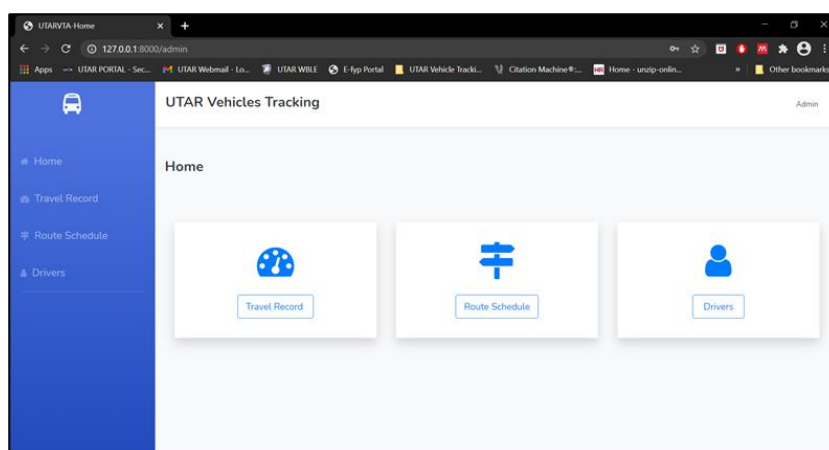 UTARVTA-Home
127.0.0.1:8000/admin
Apps UTAR PORTAL - Sec... UTAR Webmail - Lo... UTAR WBLE E-fyp Portal UTAR Vehicle Tracki... Citation Machine®:... Home - unzip-onlin... » Other bookmarks
UTAR Vehicles Tracking
Admin
Home
Travel Record
Route Schedule
Drivers
Home
Travel Record
Route Schedule
Drivers